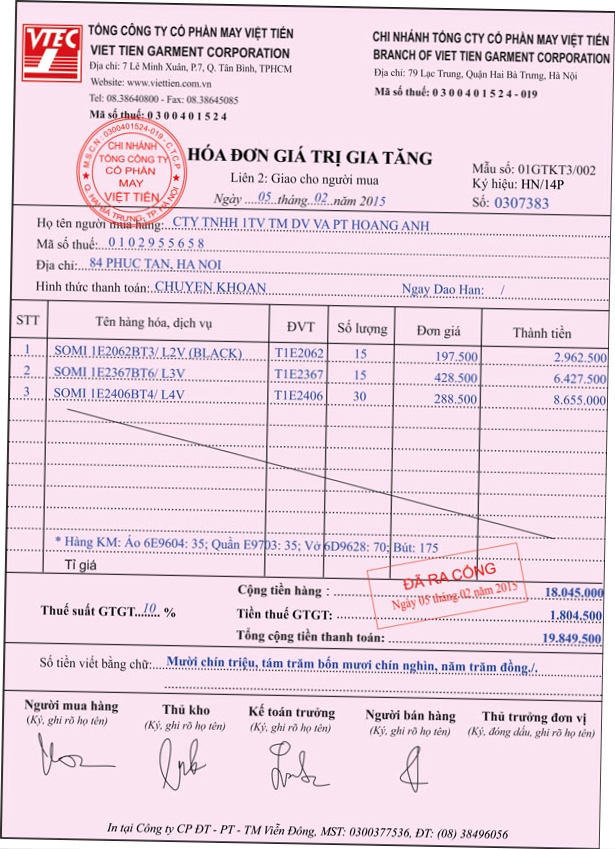 VTEC
TỔNG CÔNG TY CỔ PHẦN MAY VIỆT TIẾN
VIET TIEN GARMENT CORPORATION
Địa chỉ: 7 Lê Minh Xuân, P.7, Q. Tân Bình, TPHCM
Website: www.viettien.com.vn
Tel: 08.38640800 - Fax: 08.38645085
Mã số thuế: 0 3 0 0 4 0 1 5 2 4
CHI NHÁNH TỔNG CTY CỔ PHẦN MAY VIỆT TIẾN
BRANCH OF VIET TIEN GARMENT CORPORATION
Địa chỉ: 79 Lạc Trung, Quận Hai Bà Trưng, Hà Nội
Mã số thuế: 0 3 0 0 4 0 1 5 2 4 - 019
M.S.C.N: 0300401524-019-C.T.C.P
CHI NHÁNH
TỔNG CÔNG TY
CỔ PHẦN
MAY
VIỆT TIẾN
Q. HAI BÀ TRƯNG, TP. HÀ NỘI
HÓA ĐƠN GIÁ TRỊ GIA TĂNG
Liên 2: Giao cho người mua
Ngày 05 tháng 02 năm 2015
Mẫu số: 01GTKT3/002
Ký hiệu: HN/14P
Số: 0307383
Họ tên người mua hàng: CTY TNHH 1TV TM DV VA PT HOANG ANH
Mã số thuế: 0 1 0 2 9 5 5 6 5 8
Địa chỉ: 84 PHUC TAN, HA NOI
Hình thức thanh toán: CHUYEN KHOAN Ngay Dao Han: /
STT Tên hàng hóa, dịch vụ ĐVT Số lượng Đơn giá Thành tiền
1 SOMI 1E2062BT3/ L2V (BLACK) T1E2062 15 197.500 2.962.500
2 SOMI 1E2367BT6/ L3V T1E2367 15 428.500 6.427.500
3 SOMI 1E2406BT4/ L4V T1E2406 30 288.500 8.655.000
* Hàng KM: Áo 6E9604: 35; Quần E9703: 35; Vớ 6D9628: 70; Bút: 175
Tỉ giá
ĐÃ RA CỔNG
Ngày 05 tháng 02 năm 2015
Cộng tiền hàng : 18.045.000
Thuế suất GTGT 10 % Tiền thuế GTGT: 1.804.500
Tổng cộng tiền thanh toán: 19.849.500
Số tiền viết bằng chữ: Mười chín triệu, tám trăm bốn mươi chín nghìn, năm trăm đồng./.
Người mua hàng Thủ kho Kế toán trưởng Người bán hàng Thủ trưởng đơn vị
(Ký, ghi rõ họ tên) (Ký, ghi rõ họ tên) (Ký, ghi rõ họ tên) (Ký, ghi rõ họ tên) (Ký, đóng dấu, ghi rõ họ tên)
In tại Công ty CP ĐT - PT - TM Viễn Đông, MST: 0300377536, ĐT: (08) 38496056